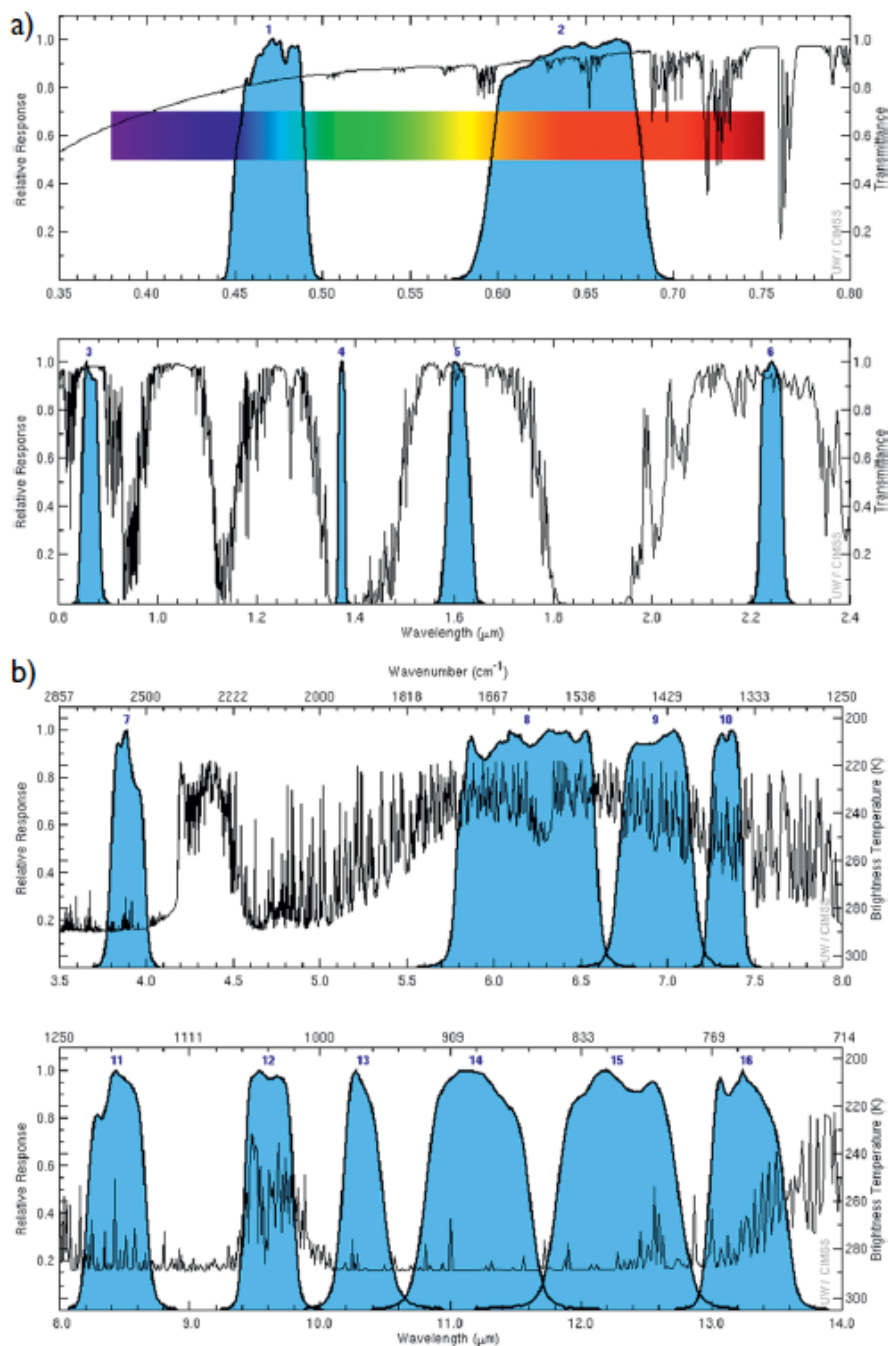 a)
1 2
1.0 0.8 0.6 0.4 0.2
Relative Response
1.0 0.8 0.6 0.4 0.2
Transmittance
UW / CIMSS
0.35 0.40 0.45 0.50 0.55 0.60 0.65 0.70 0.75 0.80
3 4 5 6
1.0 0.8 0.6 0.4 0.2
Relative Response
1.0 0.8 0.6 0.4 0.2
Transmittance
UW / CIMSS
0.8 1.0 1.2 1.4 1.6 1.8 2.0 2.2 2.4
Wavelength (μm)
b)
Wavenumber (cm⁻¹)
2857 2500 2222 2000 1818 1667 1538 1429 1333 1250
7 8 9 10
1.0 0.8 0.6 0.4 0.2
Relative Response
200 220 240 260 280 300
Brightness Temperature (K)
UW / CIMSS
3.5 4.0 4.5 5.0 5.5 6.0 6.5 7.0 7.5 8.0
1250 1111 1000 909 833 769 714
11 12 13 14 15 16
1.0 0.8 0.6 0.4 0.2
Relative Response
200 220 240 260 280 300
Brightness Temperature (K)
UW / CIMSS
8.0 9.0 10.0 11.0 12.0 13.0 14.0
Wavelength (μm)